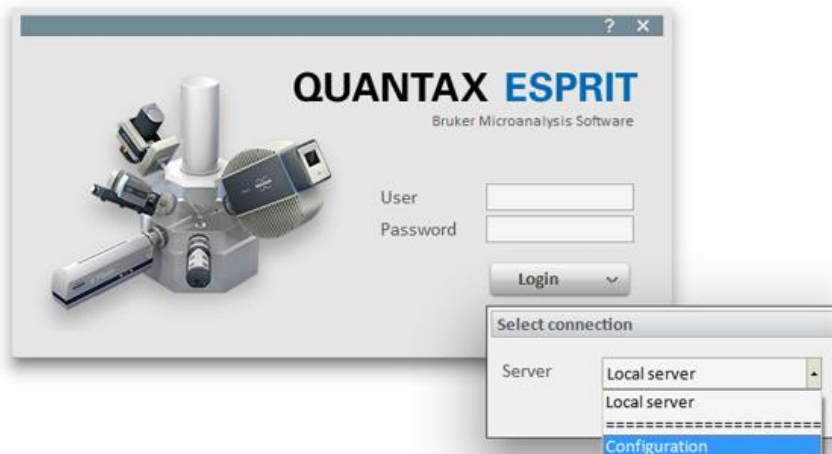 ? X
QUANTAX ESPRIT
Bruker Microanalysis Software
User
Password
Login
Select connection
Server
Local server
Local server
======================
Configuration